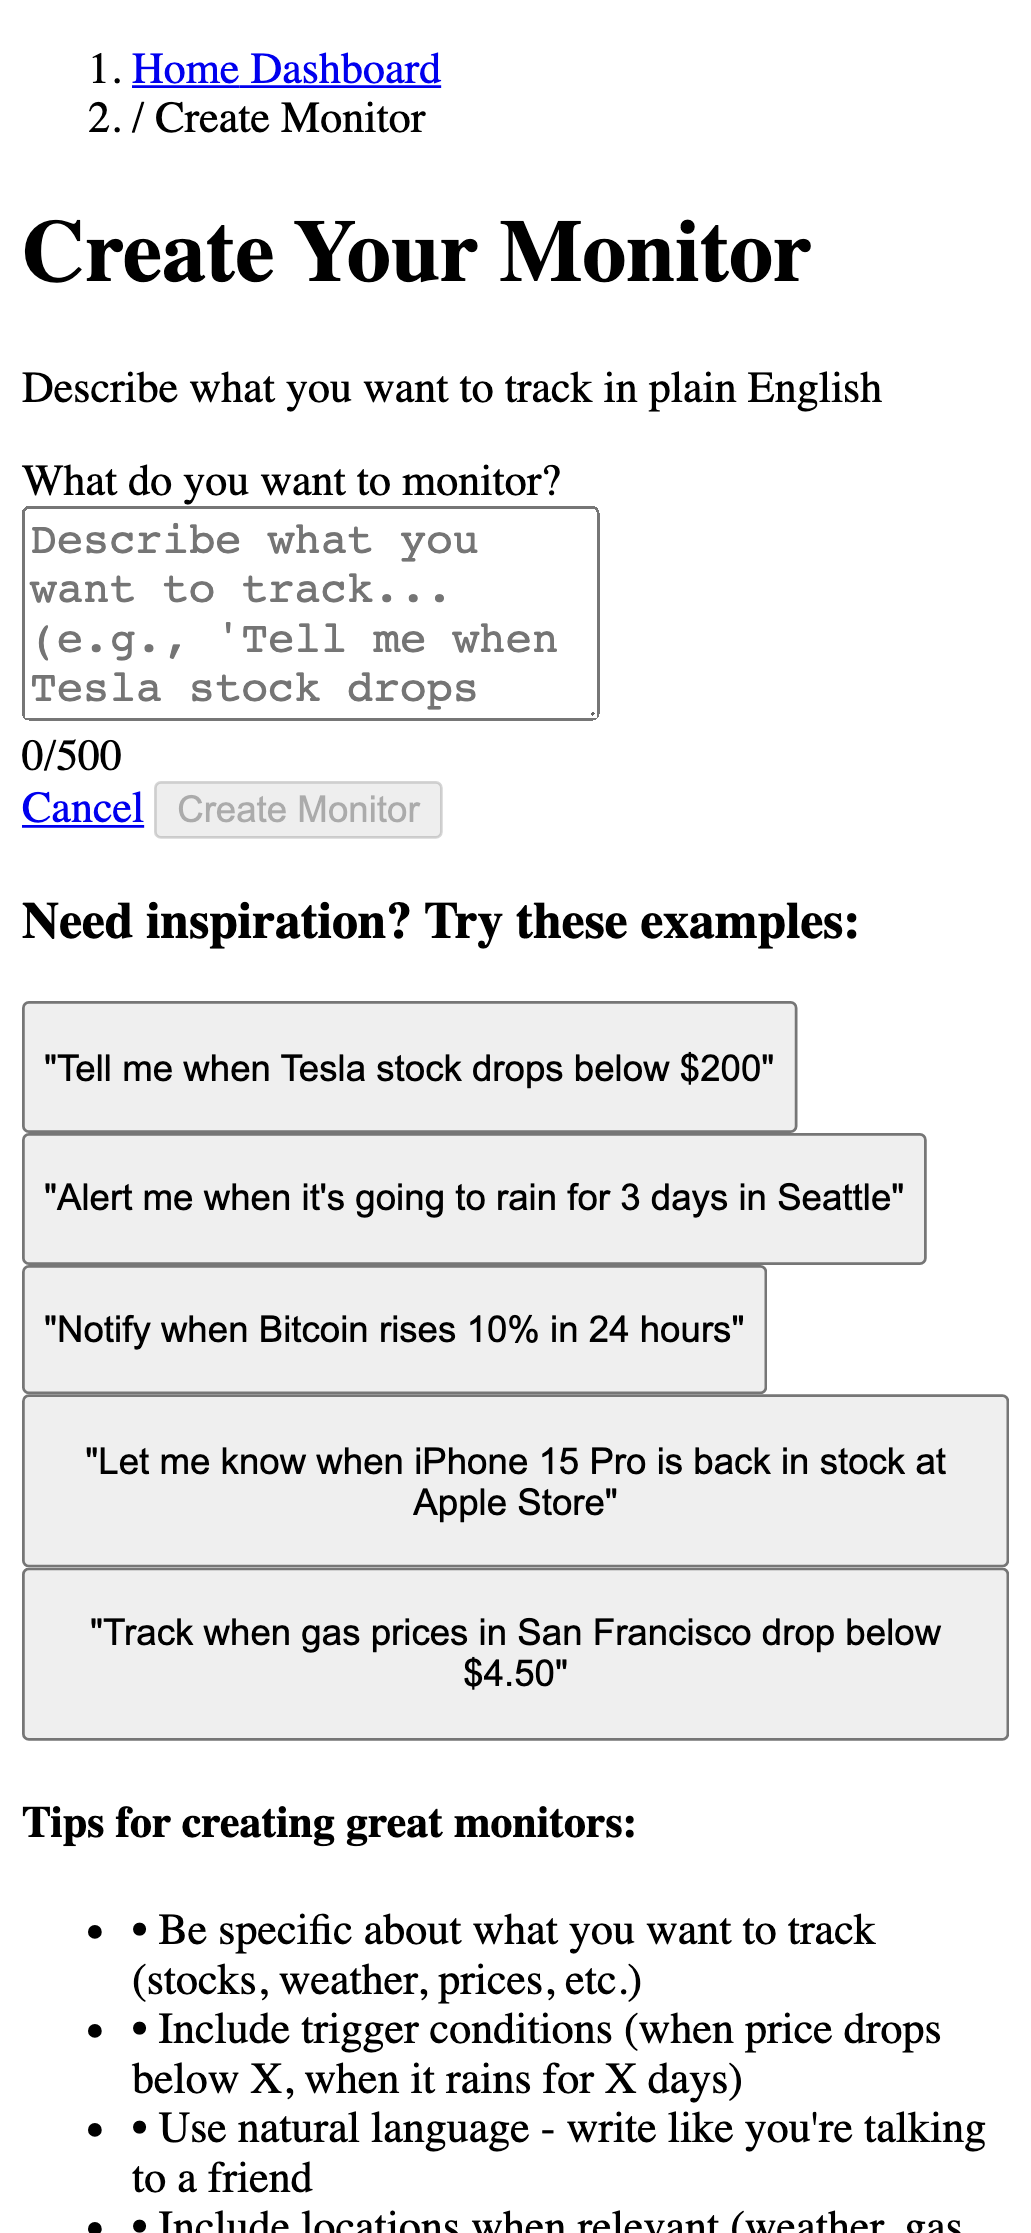 1. Home Dashboard
2. / Create Monitor
Create Your Monitor
Describe what you want to track in plain English
What do you want to monitor?
Describe what you
want to track...
(e.g., 'Tell me when
Tesla stock drops
0/500
Cancel Create Monitor
Need inspiration? Try these examples:
"Tell me when Tesla stock drops below $200"
"Alert me when it's going to rain for 3 days in Seattle"
"Notify when Bitcoin rises 10% in 24 hours"
"Let me know when iPhone 15 Pro is back in stock at
Apple Store"
"Track when gas prices in San Francisco drop below
$4.50"
Tips for creating great monitors:
• • Be specific about what you want to track
(stocks, weather, prices, etc.)
• • Include trigger conditions (when price drops
below X, when it rains for X days)
• • Use natural language - write like you're talking
to a friend
• • Include locations when relevant (weather, gas